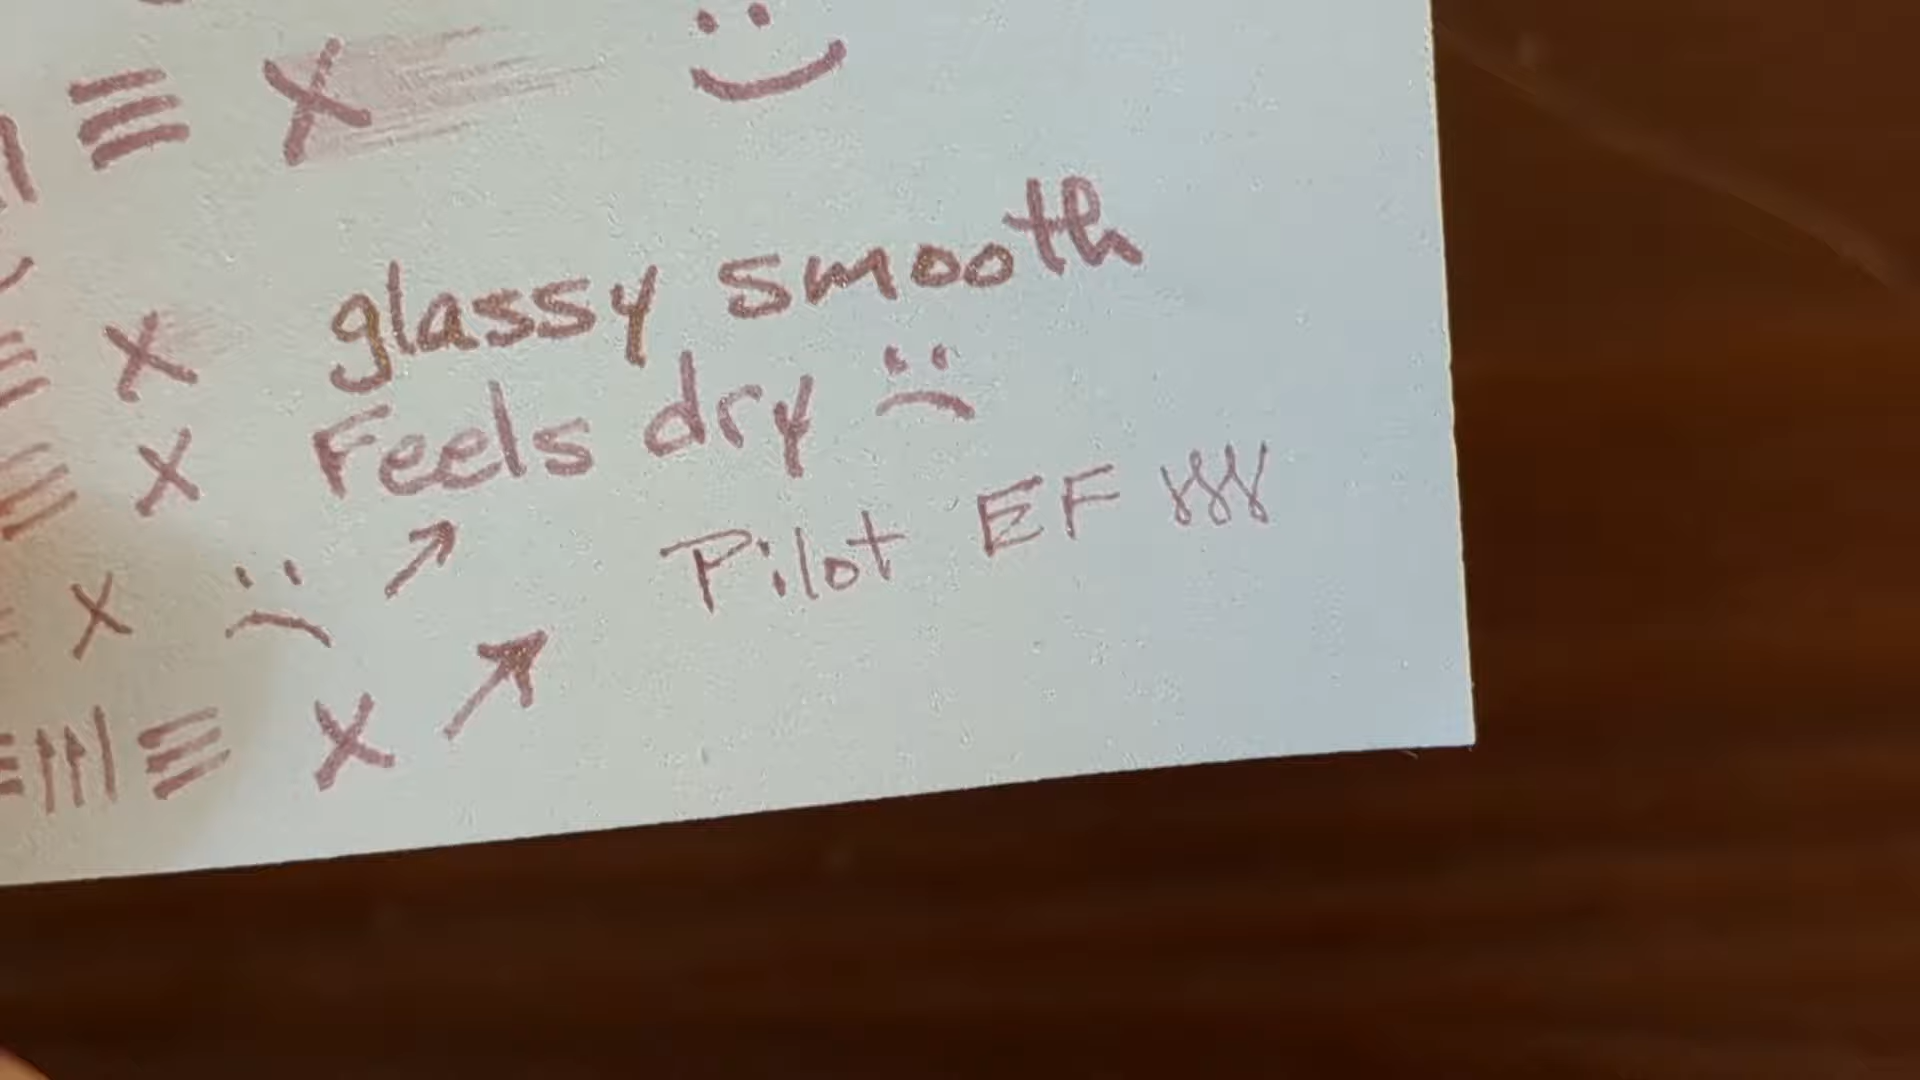 X
X glassy smooth
X Feels dry
X
Pilot EF
X